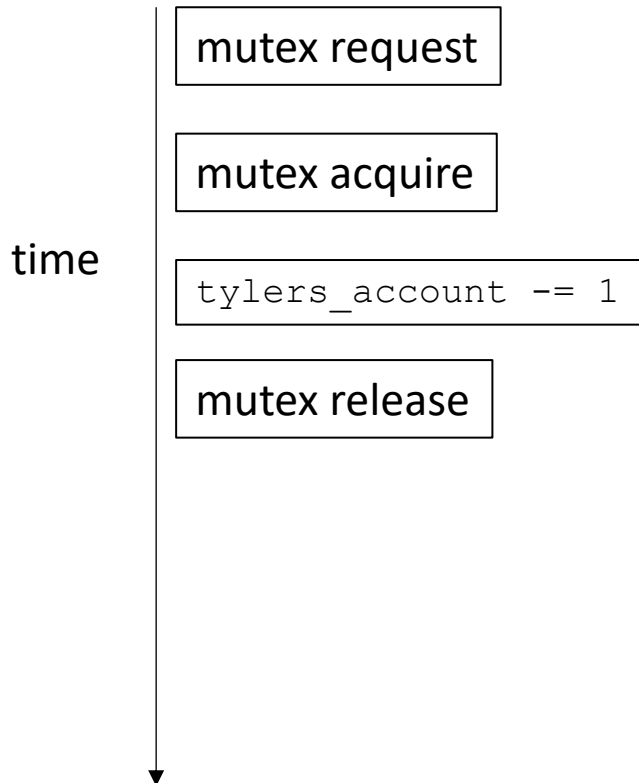 mutex request
mutex acquire
time
tylers_account -= 1
mutex release